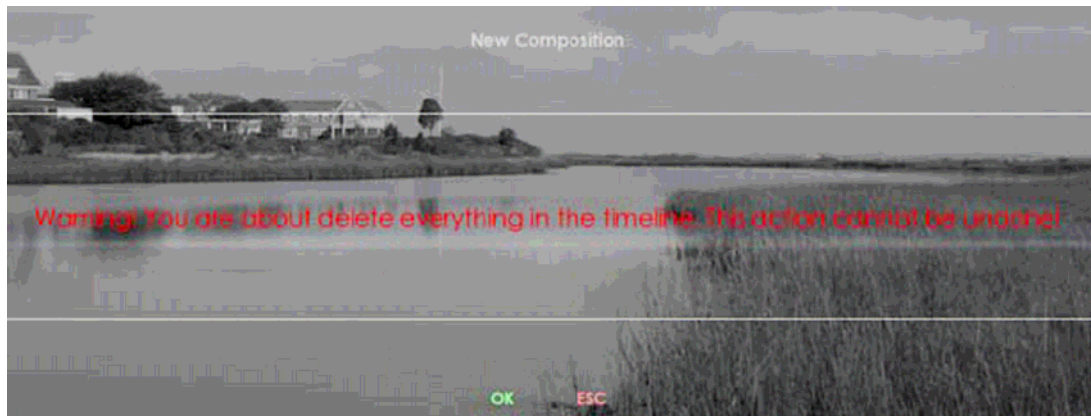 New Composition
Warning! You are about delete everything in the timeline. This action cannot be undone!
OK ESC